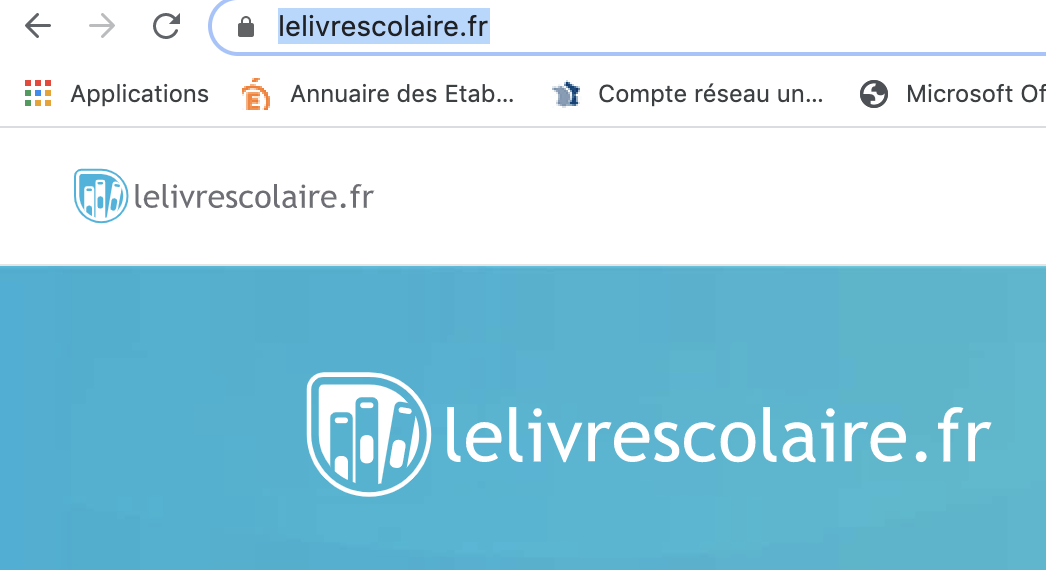 lelivrescolaire.fr
Applications É Annuaire des Etab... Compte réseau un... Microsoft Of
lelivrescolaire.fr
lelivrescolaire.fr